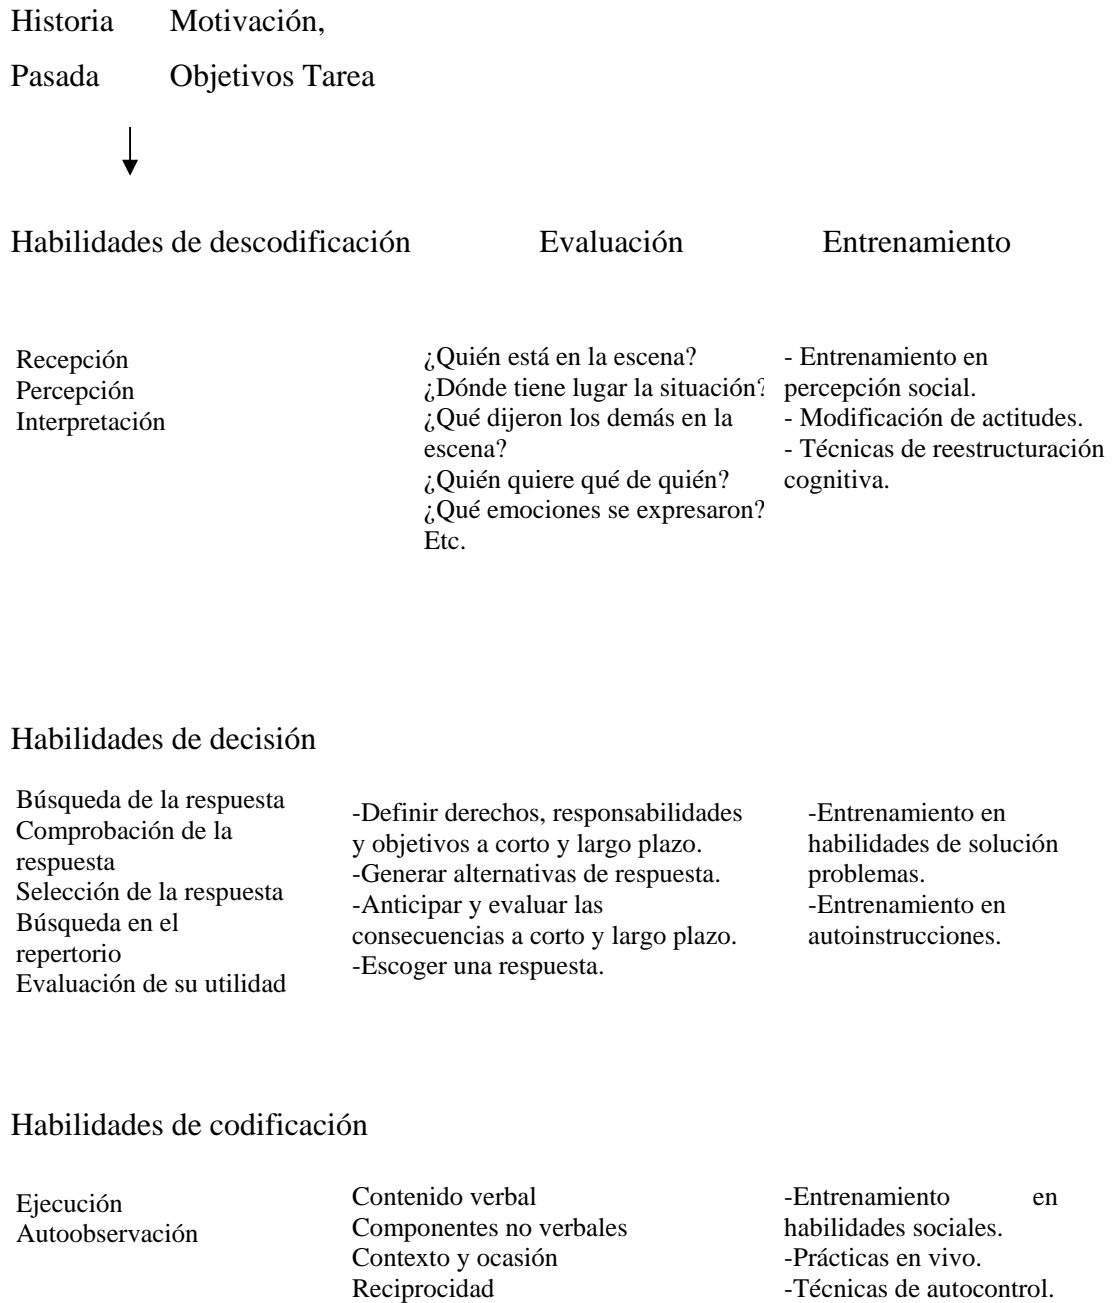 Historia Motivación,
Pasada Objetivos Tarea
Habilidades de descodificación Evaluación Entrenamiento
Recepción
Percepción
Interpretación
¿Quién está en la escena?
¿Dónde tiene lugar la situación?
¿Qué dijeron los demás en la
escena?
¿Quién quiere qué de quién?
¿Qué emociones se expresaron?
Etc.
- Entrenamiento en
percepción social.
- Modificación de actitudes.
- Técnicas de reestructuración
cognitiva.
Habilidades de decisión
Búsqueda de la respuesta
Comprobación de la
respuesta
Selección de la respuesta
Búsqueda en el
repertorio
Evaluación de su utilidad
-Definir derechos, responsabilidades
y objetivos a corto y largo plazo.
-Generar alternativas de respuesta.
-Anticipar y evaluar las
consecuencias a corto y largo plazo.
-Escoger una respuesta.
-Entrenamiento en
habilidades de solución
problemas.
-Entrenamiento en
autoinstrucciones.
Habilidades de codificación
Ejecución
Autoobservación
Contenido verbal
Componentes no verbales
Contexto y ocasión
Reciprocidad
-Entrenamiento en
habilidades sociales.
-Prácticas en vivo.
-Técnicas de autocontrol.